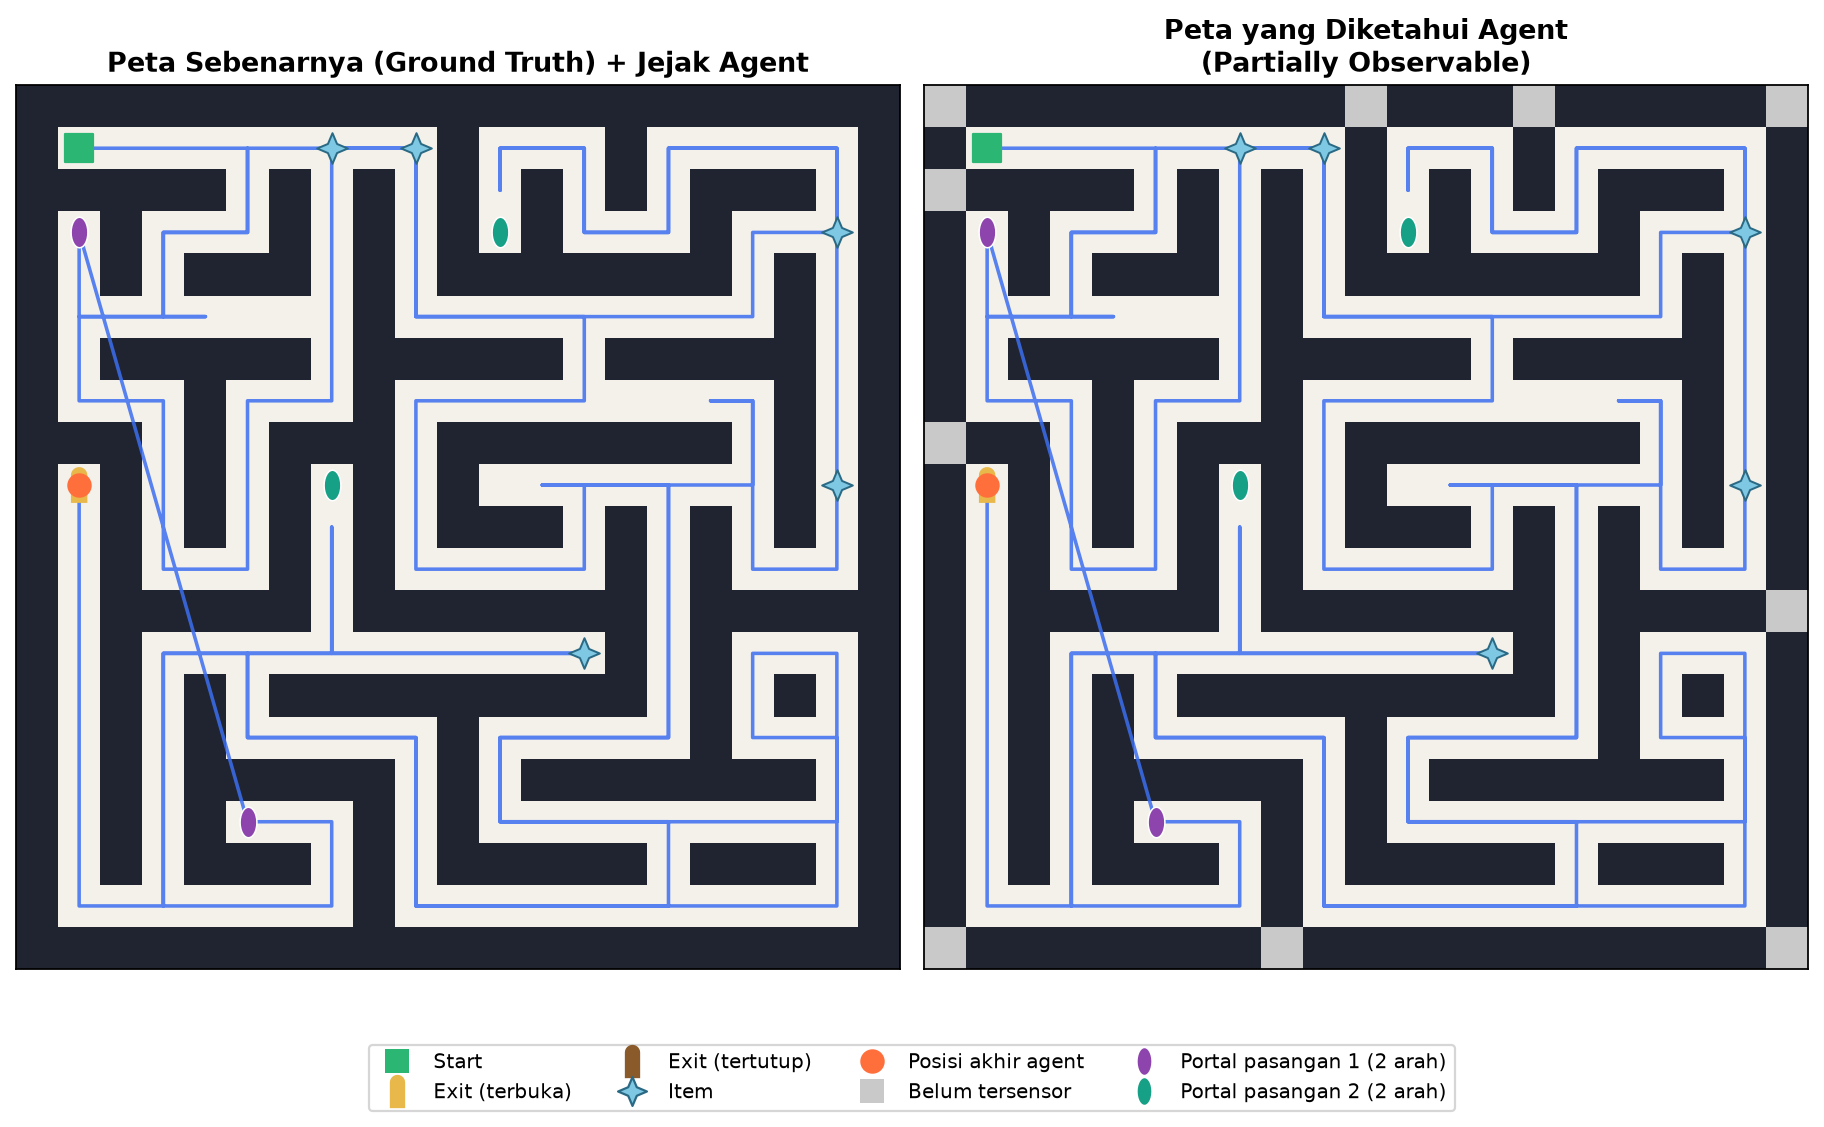 Peta Sebenarnya (Ground Truth) + Jejak Agent
Peta yang Diketahui Agent
(Partially Observable)
Start
Exit (terbuka)
Exit (tertutup)
Item
Posisi akhir agent
Belum tersensor
Portal pasangan 1 (2 arah)
Portal pasangan 2 (2 arah)